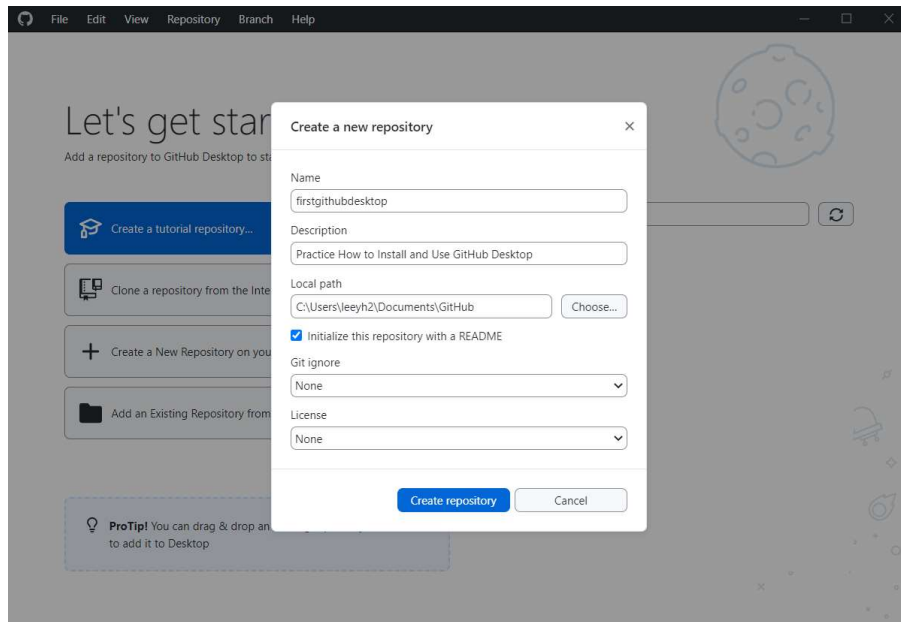 File Edit View Repository Branch Help
Let's get star
Add a repository to GitHub Desktop to sta
Create a tutorial repository...
Clone a repository from the Inte
Create a New Repository on you
Add an Existing Repository from
ProTip! You can drag & drop an
to add it to Desktop
Create a new repository
Name
firstgithubdesktop
Description
Practice How to Install and Use GitHub Desktop
Local path
C:\Users\leeyh2\Documents\GitHub
Choose...
Initialize this repository with a README
Git ignore
None
License
None
Create repository
Cancel